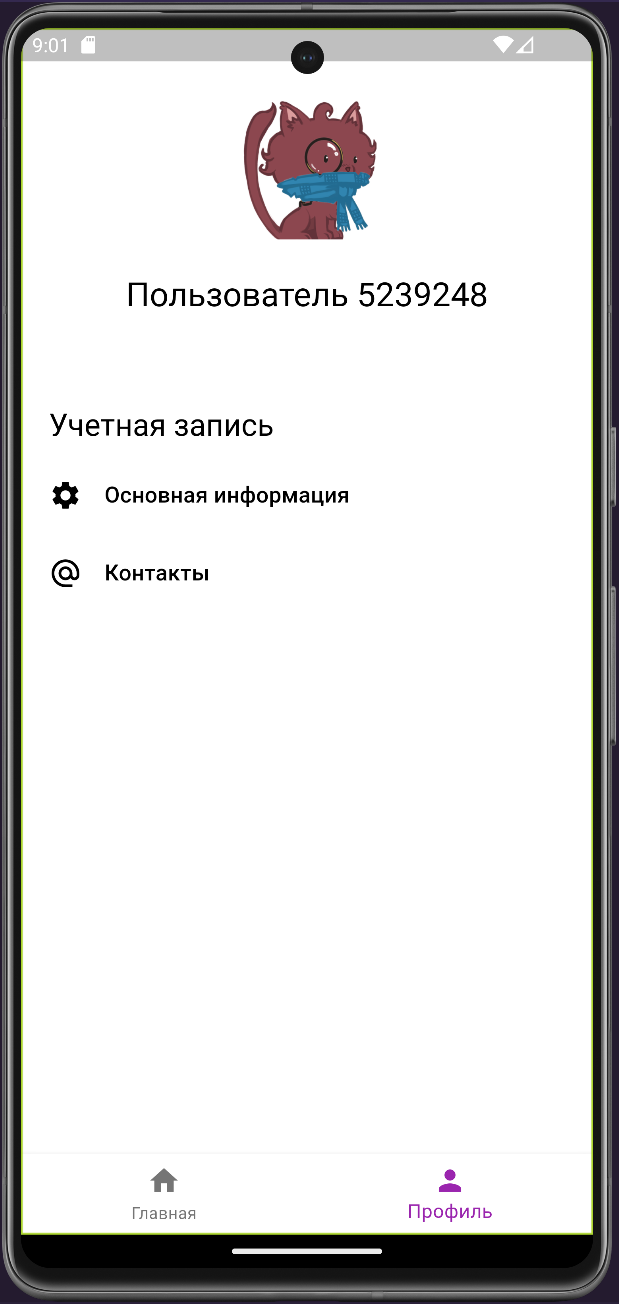 9:01
Пользователь 5239248
Учетная запись
Основная информация
Контакты
Главная
Профиль